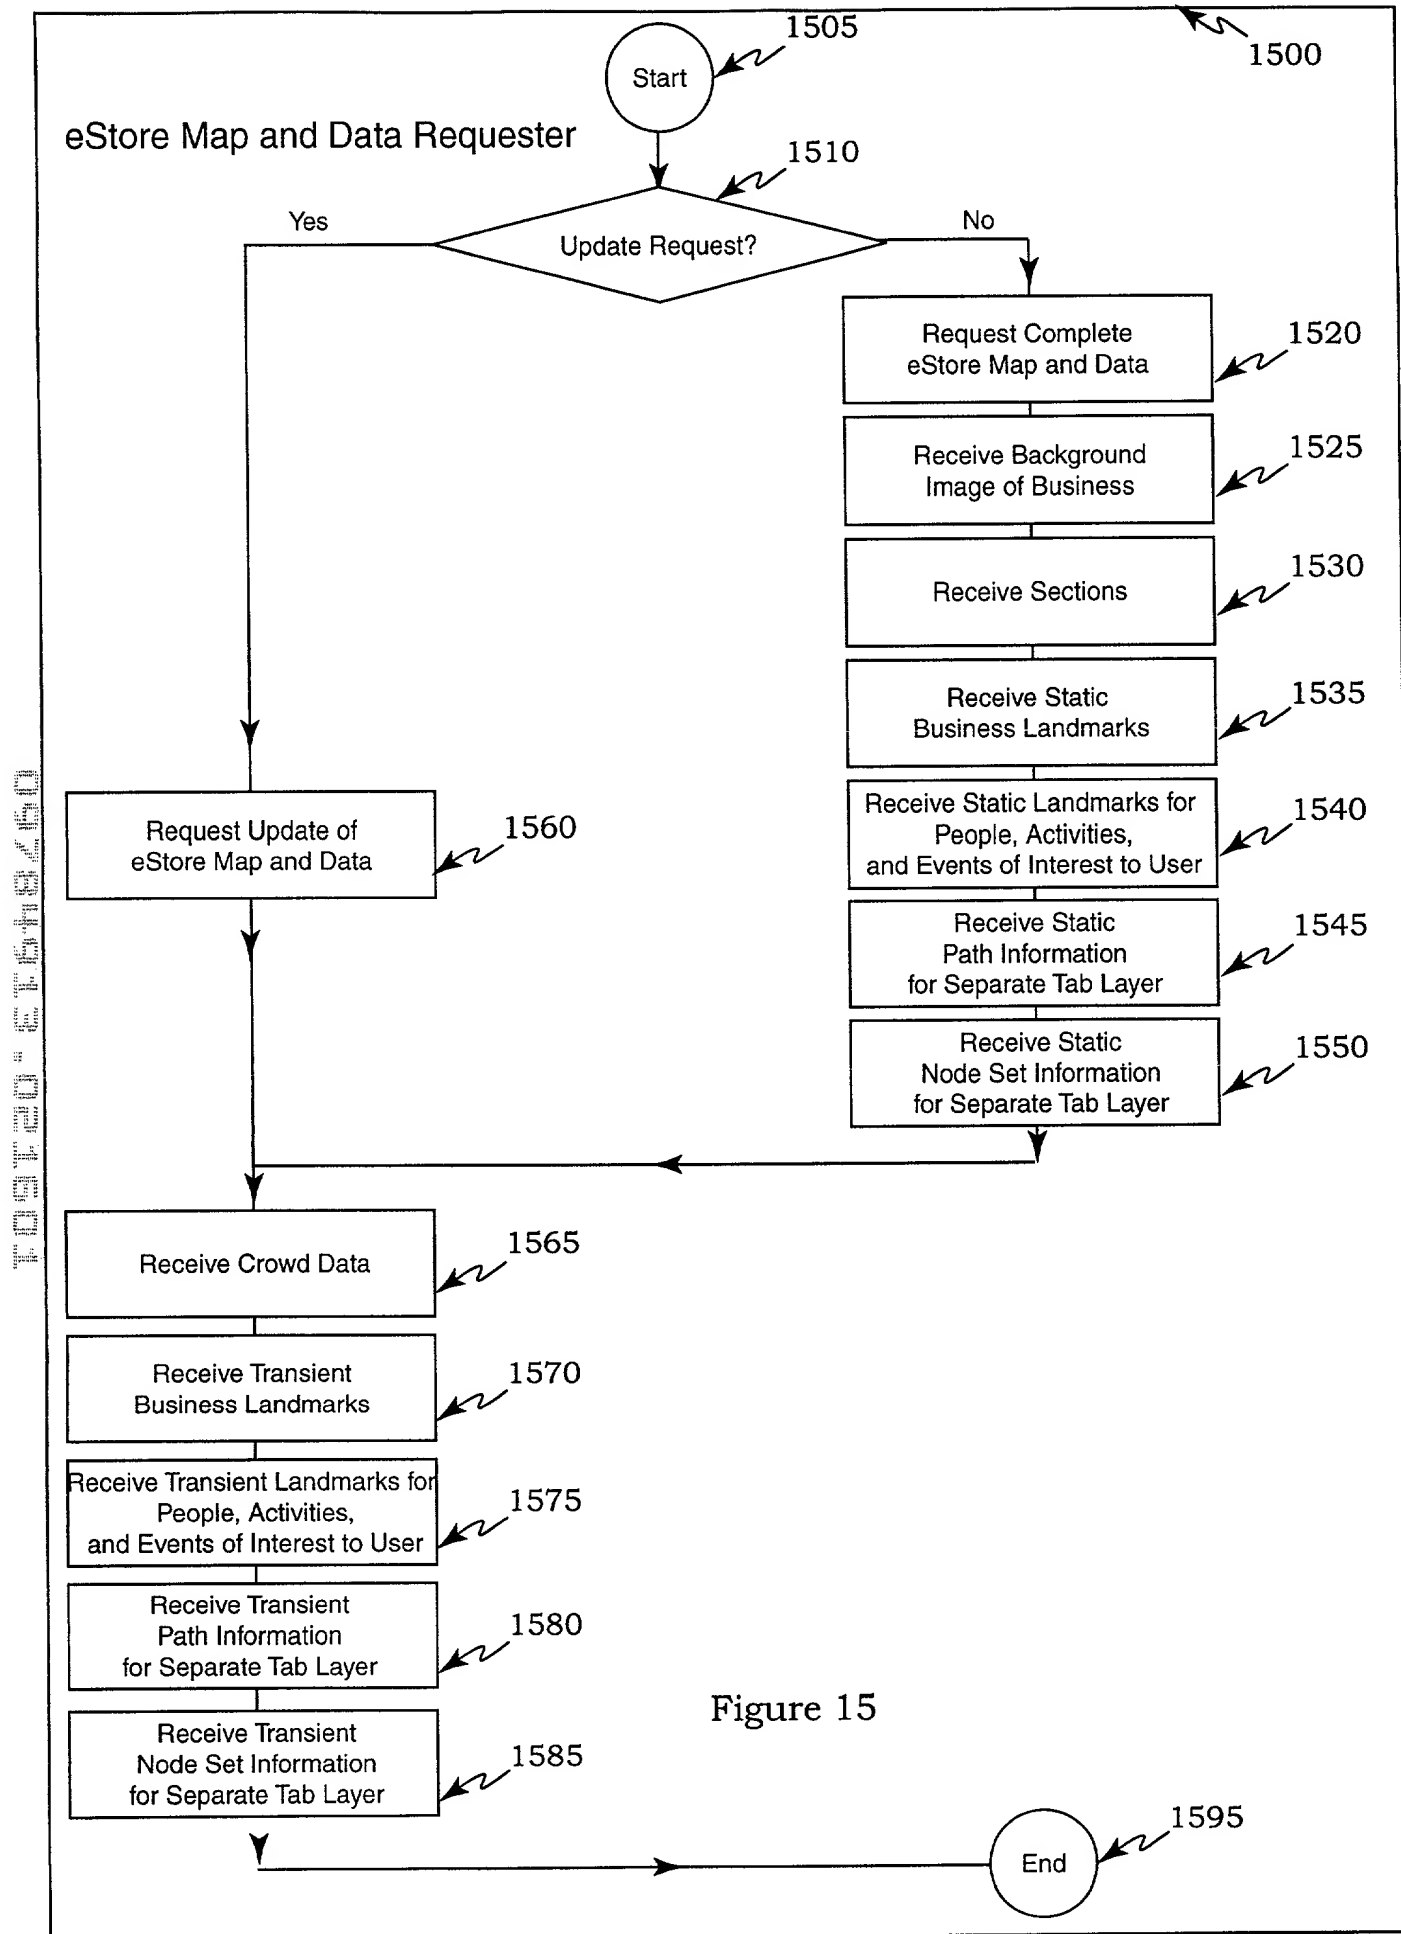 1505
1500
Start
eStore Map and Data Requester
1510
Yes
No
Update Request?
Request Complete
eStore Map and Data
1520
Receive Background
Image of Business
1525
Receive Sections
1530
Receive Static
Business Landmarks
1535
Receive Static Landmarks for
People, Activities,
and Events of Interest to User
1540
Request Update of
eStore Map and Data
1560
Receive Static
Path Information
for Separate Tab Layer
1545
Receive Static
Node Set Information
for Separate Tab Layer
1550
Receive Crowd Data
1565
Receive Transient
Business Landmarks
1570
Receive Transient Landmarks for
People, Activities,
and Events of Interest to User
1575
Receive Transient
Path Information
for Separate Tab Layer
1580
Figure 15
Receive Transient
Node Set Information
for Separate Tab Layer
1585
End
1595